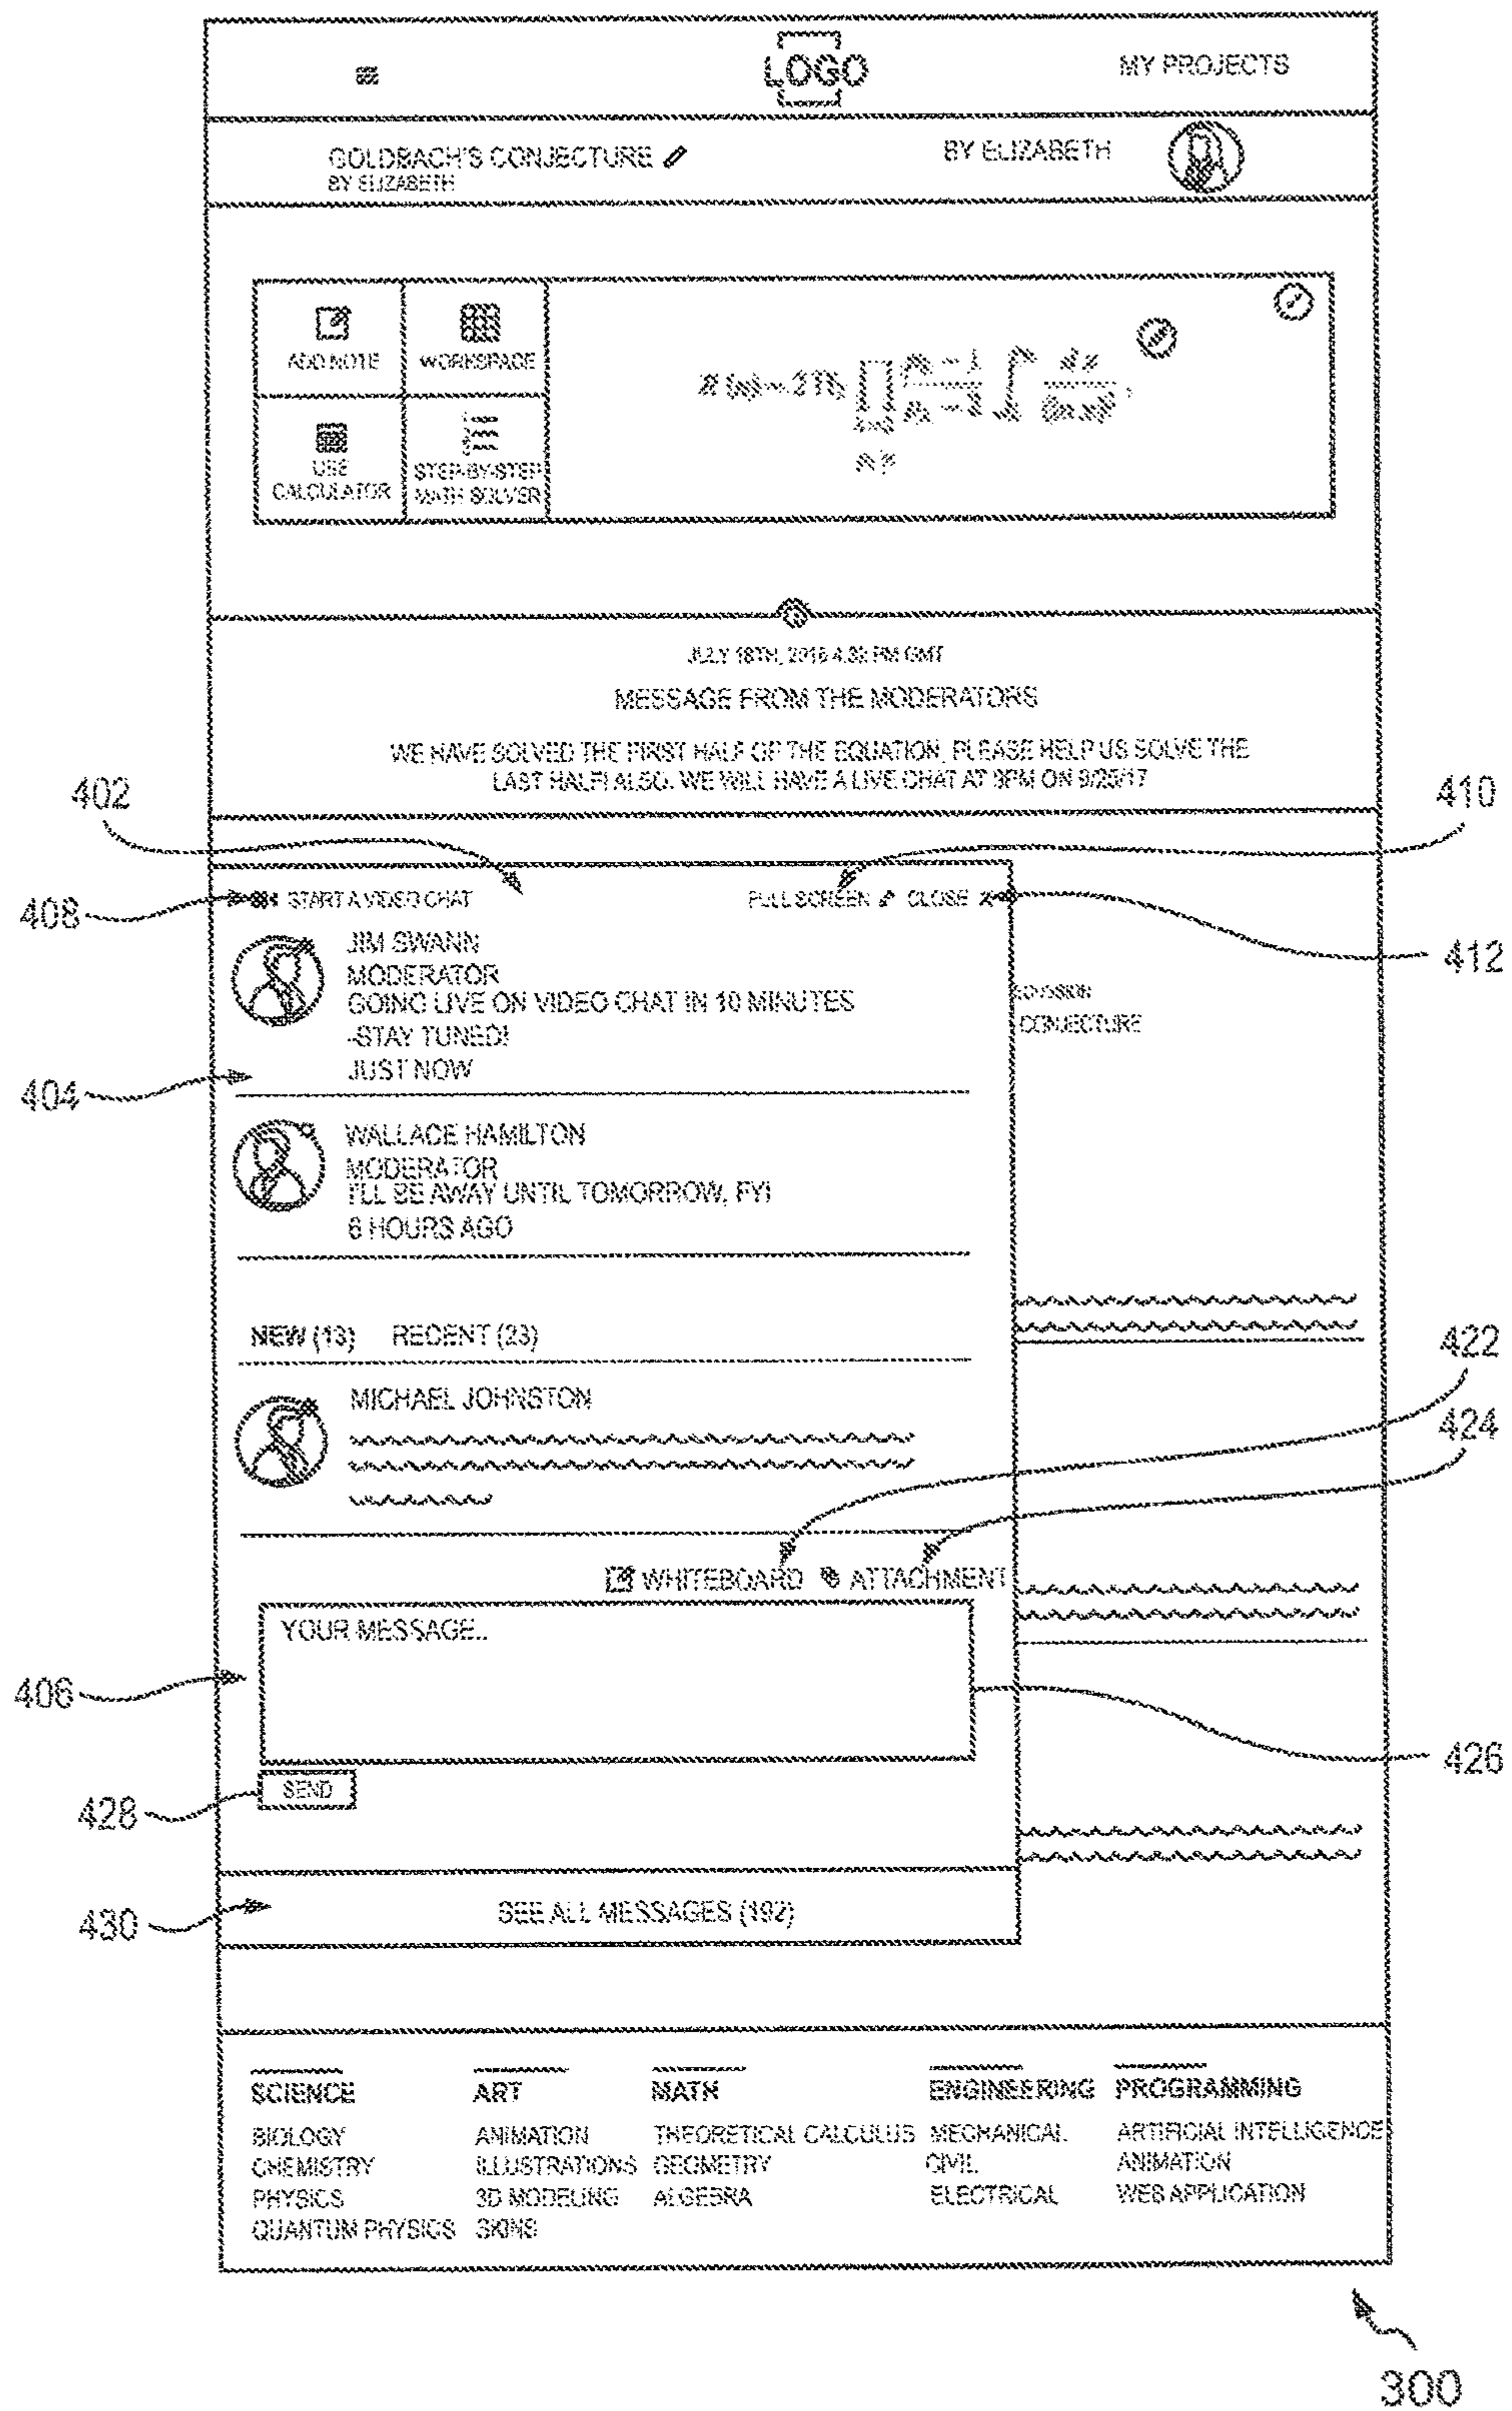 LOGO
MY PROJECTS
GOLDBACH'S CONJECTURE
BY ELIZABETH
BY ELIZABETH
ADD NOTE
WORKSPACE
USE
CALCULATOR
STEP-BY-STEP
MATH SOLVER
JULY 18TH, 2016 4:32 PM GMT
MESSAGE FROM THE MODERATORS
WE HAVE SOLVED THE FIRST HALF OF THE EQUATION, PLEASE HELP US SOLVE THE
LAST HALF! ALSO, WE WILL HAVE A LIVE CHAT AT 9PM ON 9/25/17
402
410
408
START A VIDEO CHAT
FULL SCREEN
CLOSE X
412
JIM SWANN
MODERATOR
GOING LIVE ON VIDEO CHAT IN 10 MINUTES
-STAY TUNED!
JUST NOW
CONJECTURE
404
WALLACE HAMILTON
MODERATOR
I'LL BE AWAY UNTIL TOMORROW, FYI
6 HOURS AGO
NEW (13) RECENT (23)
422
MICHAEL JOHNSTON
424
WHITEBOARD
ATTACHMENT
YOUR MESSAGE..
406
426
SEND
428
SEE ALL MESSAGES (192)
430
SCIENCE
BIOLOGY
CHEMISTRY
PHYSICS
QUANTUM PHYSICS
ART
ANIMATION
ILLUSTRATIONS
3D MODELING
SKINS
MATH
THEORETICAL CALCULUS
GEOMETRY
ALGEBRA
ENGINEERING
MECHANICAL
CIVIL
ELECTRICAL
PROGRAMMING
ARTIFICIAL INTELLIGENCE
ANIMATION
WEB APPLICATION
300